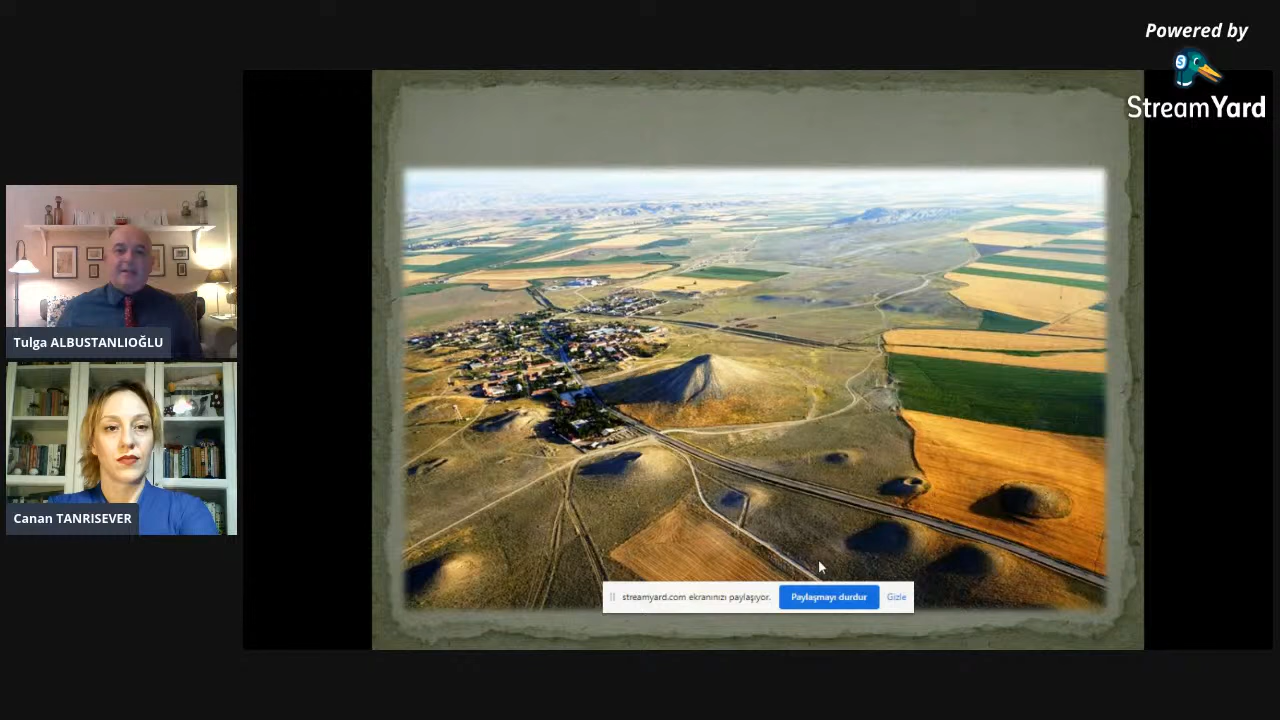 Powered by
StreamYard
Tulga ALBUSTANLIOĞLU
Canan TANRISEVER
streamyard.com ekranınızı paylaşıyor.
Paylaşmayı durdur
Gizle